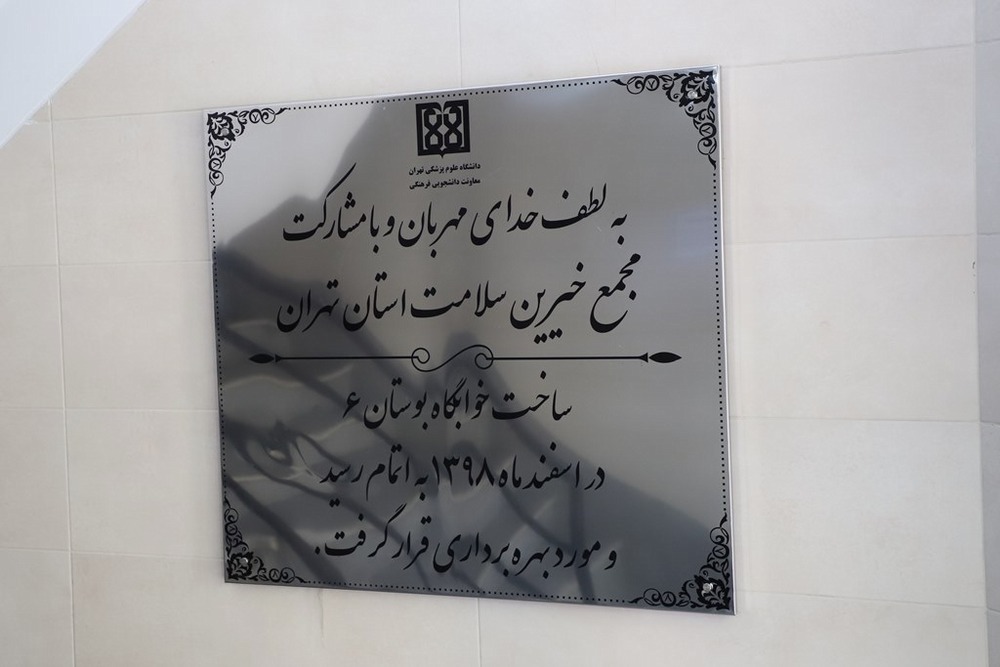 دانشگاه علوم پزشکی تهران
معاونت دانشجویی فرهنگی
به لطف خدای مهربان و با مشارکت
مجمع خیرین سلامت استان تهران
ساخت خوابگاه بوستان ۶
در اسفند ماه ۱۳۹۸ به اتمام رسید
و مورد بهره برداری قرار گرفت.